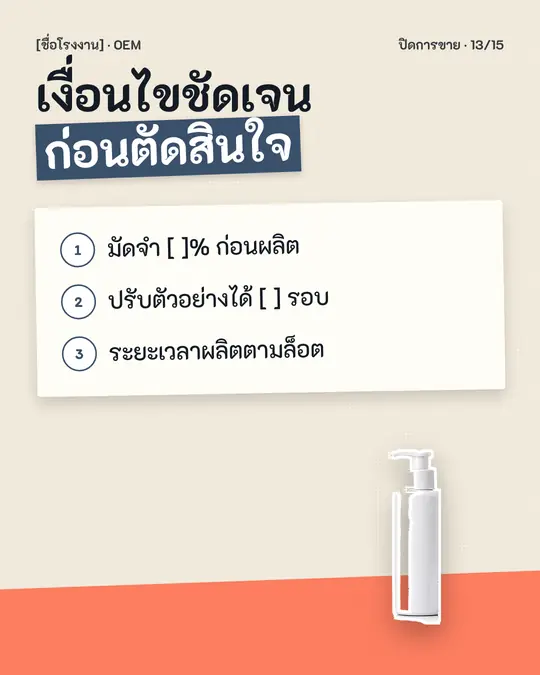 [ชื่อโรงงาน] · OEM
ปิดการขาย · 13/15
เงื่อนไขชัดเจน
ก่อนตัดสินใจ
1 มัดจำ [ ]% ก่อนผลิต
2 ปรับตัวอย่างได้ [ ] รอบ
3 ระยะเวลาผลิตตามล็อต